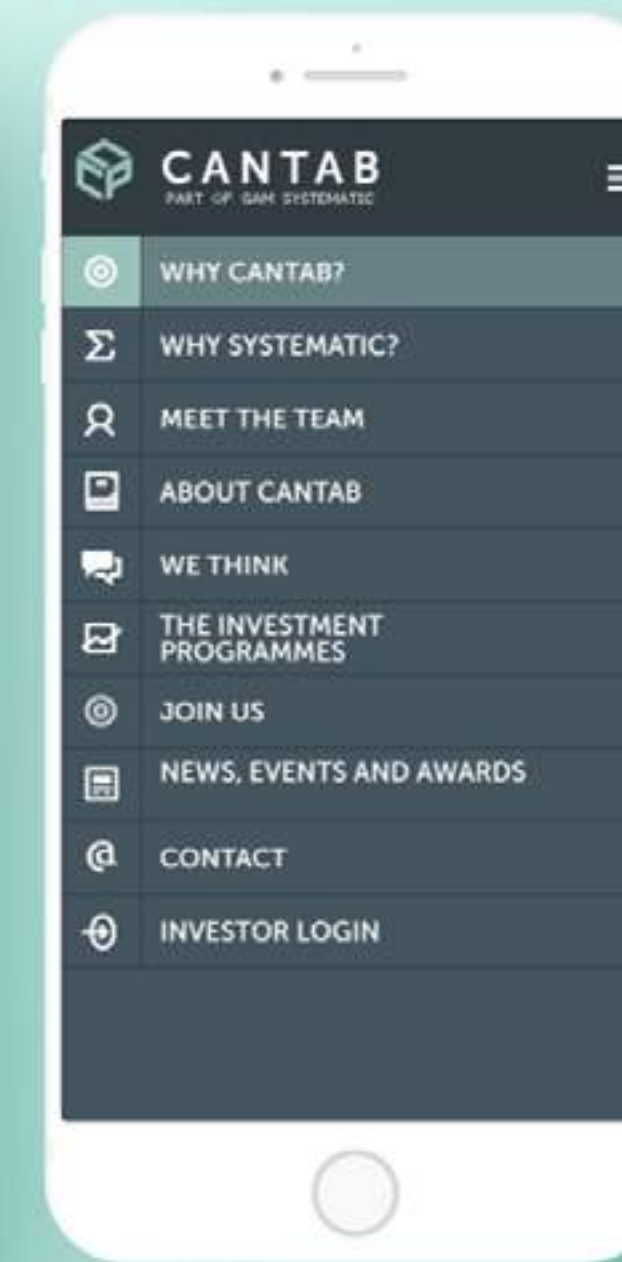 CANTAB
PART OF GAM SYSTEMATIC
WHY CANTAB?
WHY SYSTEMATIC?
MEET THE TEAM
ABOUT CANTAB
WE THINK
THE INVESTMENT
PROGRAMMES
JOIN US
NEWS, EVENTS AND AWARDS
@ CONTACT
INVESTOR LOGIN